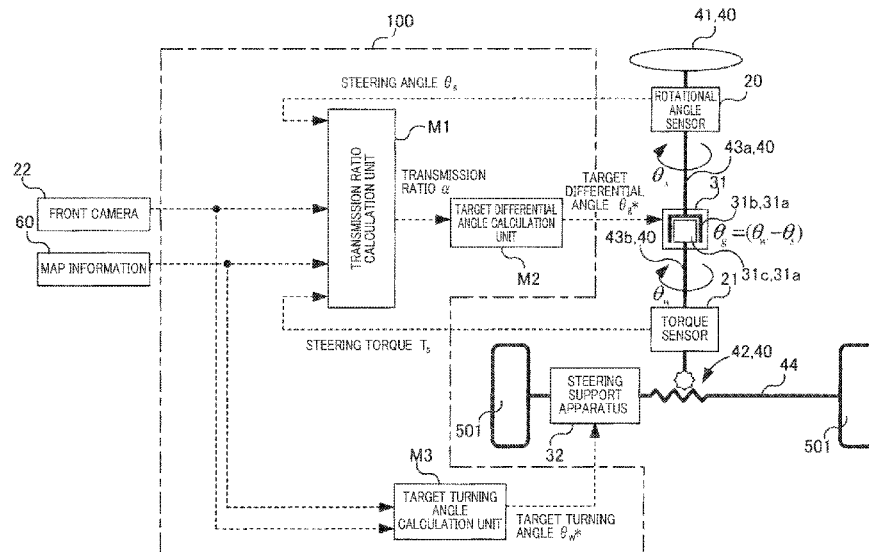 41,40
100
STEERING ANGLE θs
ROTATIONAL
ANGLE
SENSOR
20
M1
43a,40
TRANSMISSION RATIO
CALCULATION UNIT
22
FRONT CAMERA
60
MAP INFORMATION
TRANSMISSION
RATIO α
TARGET DIFFERENTIAL
ANGLE CALCULATION
UNIT
M2
TARGET
DIFFERENTIAL
ANGLE θg*
θs
31
31b,31a
θg=(θw-θs)
31c,31a
43b,40
θw
21
TORQUE
SENSOR
STEERING TORQUE Ts
42,40
44
STEERING
SUPPORT
APPARATUS
32
501
501
M3
TARGET TURNING
ANGLE
CALCULATION UNIT
TARGET TURNING
ANGLE θw*